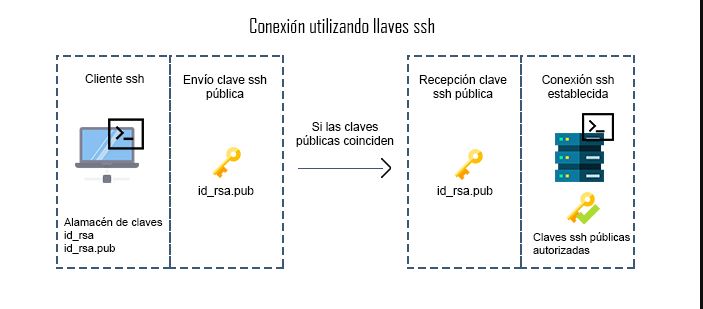 Conexión utilizando llaves ssh
Cliente ssh
Alamacén de claves
id_rsa
id_rsa.pub
Envío clave ssh
pública
id_rsa.pub
Si las claves
públicas coinciden
Recepción clave
ssh pública
id_rsa.pub
Conexión ssh
establecida
Claves ssh públicas
autorizadas